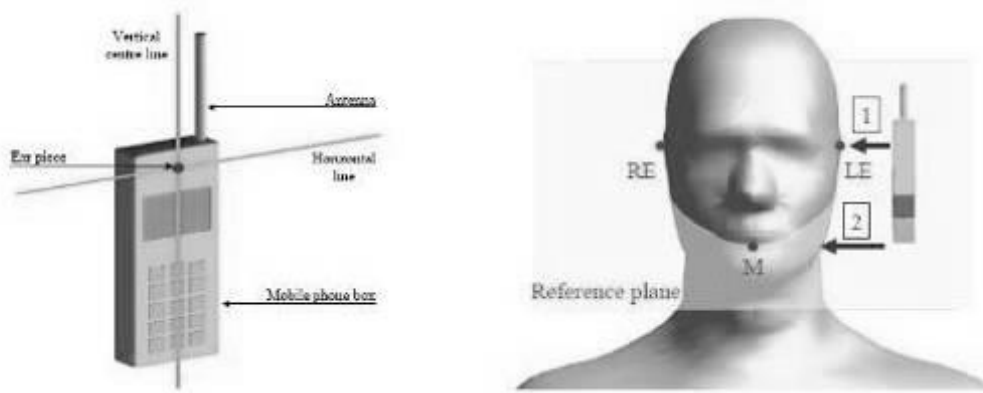 Vertical
centre line
Antenna
Ear piece
Horizontal
line
Mobile phone box
1
RE
LE
2
M
Reference plane